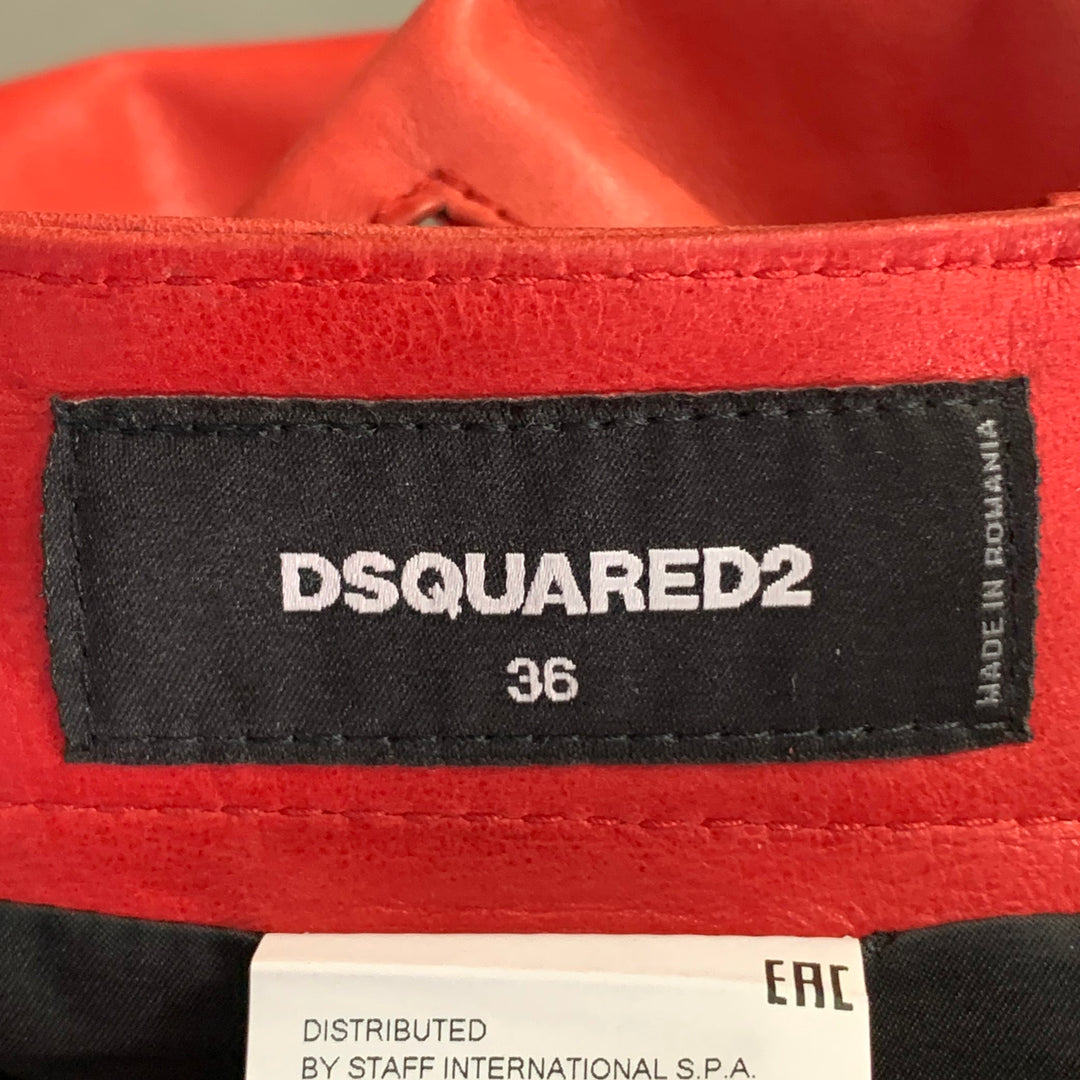 DSQUARED2
36
MADE IN ROMANIA
EAC
DISTRIBUTED
BY STAFF INTERNATIONAL S.P.A.